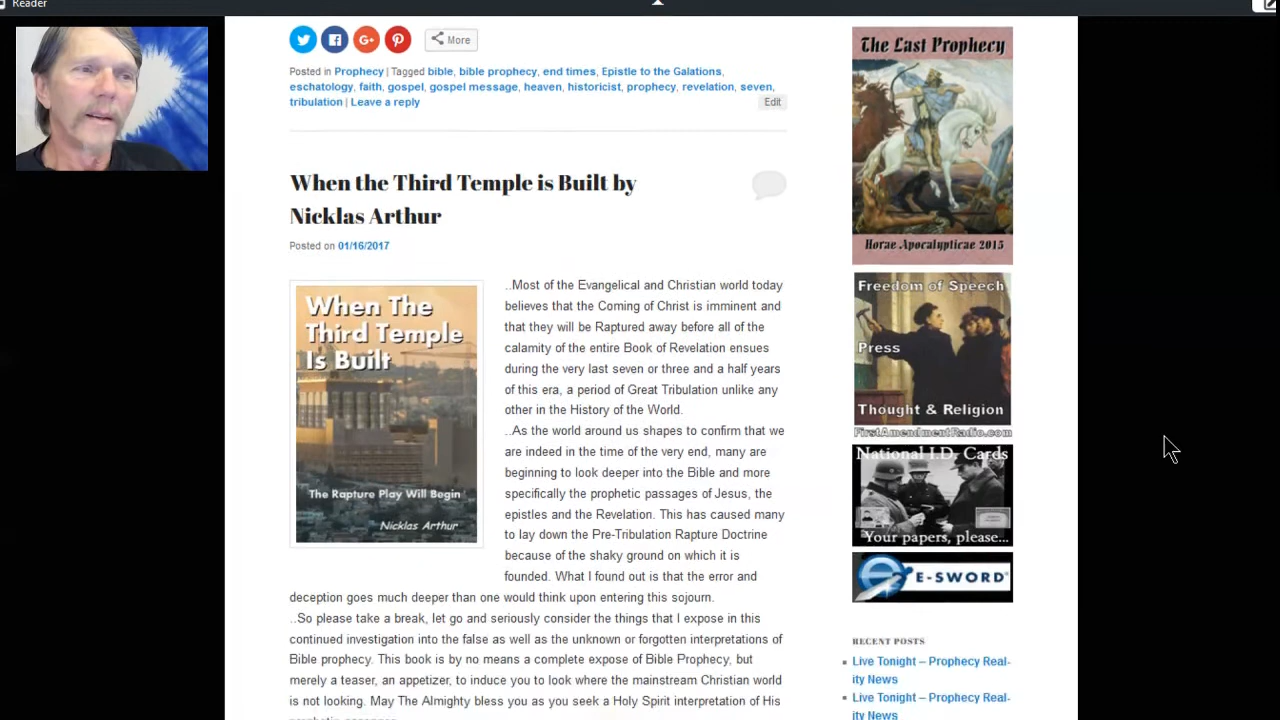 Reader
More
Posted in Prophecy | Tagged bible, bible prophecy, end times, Epistle to the Galations,
eschatology, faith, gospel, gospel message, heaven, historicist, prophecy, revelation, seven,
tribulation | Leave a reply
Edit
When the Third Temple is Built by
Nicklas Arthur
Posted on 01/16/2017
When The
Third Temple
Is Built
The Rapture Play Will Begin
Nicklas Arthur
..Most of the Evangelical and Christian world today
believes that the Coming of Christ is imminent and
that they will be Raptured away before all of the
calamity of the entire Book of Revelation ensues
during the very last seven or three and a half years
of this era, a period of Great Tribulation unlike any
other in the History of the World.
..As the world around us shapes to confirm that we
are indeed in the time of the very end, many are
beginning to look deeper into the Bible and more
specifically the prophetic passages of Jesus, the
epistles and the Revelation. This has caused many
to lay down the Pre-Tribulation Rapture Doctrine
because of the shaky ground on which it is
founded. What I found out is that the error and
deception goes much deeper than one would think upon entering this sojourn.
..So please take a break, let go and seriously consider the things that I expose in this
continued investigation into the false as well as the unknown or forgotten interpretations of
Bible prophecy. This book is by no means a complete expose of Bible Prophecy, but
merely a teaser, an appetizer, to induce you to look where the mainstream Christian world
is not looking. May The Almighty bless you as you seek a Holy Spirit interpretation of His
The Last Prophecy
Horae Apocalypticae 2015
Freedom of Speech
Press
Thought & Religion
FirstAmendmentRadio.com
National I.D. Cards
Your papers, please...
E-SWORD
RECENT POSTS
Live Tonight – Prophecy Real-
ity News
Live Tonight – Prophecy Real-
ity News